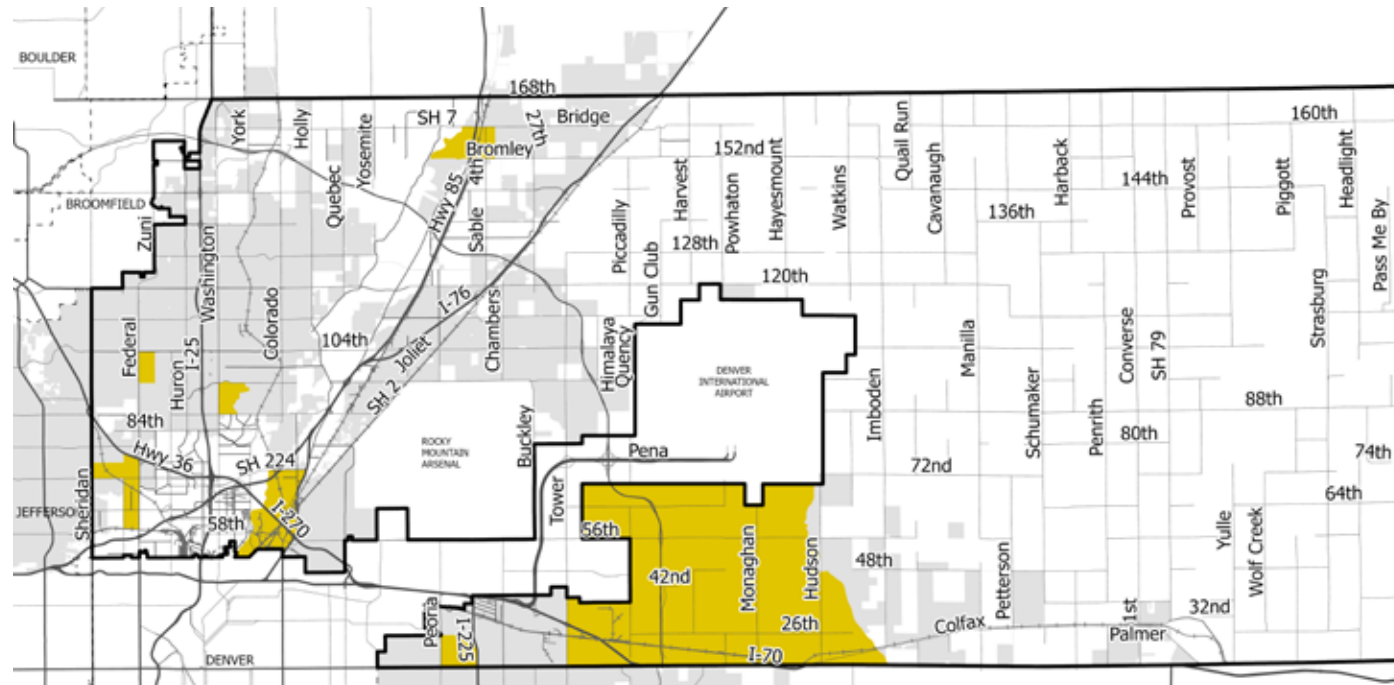 BOULDER
168th
SH 7
27th
Bridge
160th
York
Holly
Yosemite
Bromley
4th
152nd
Quail Run
Harback
Headlight
Quebec
Hwy 85
Harvest
Powhaton
Hayesmount
Watkins
Cavanaugh
144th
Provost
Piggott
BROOMFIELD
Zuni
Sable
Piccadilly
128th
136th
Pass Me By
Washington
Gun Club
120th
Strasburg
I-76
Colorado
104th
Joliet
Chambers
Federal
Huron
I-25
SH 2
Himalaya
Quency
DENVER
INTERNATIONAL
AIRPORT
Manilla
Converse
SH 79
84th
Imboden
Schumaker
Penrith
88th
Hwy 36
SH 224
ROCKY
MOUNTAIN
ARSENAL
Buckley
Pena
80th
72nd
74th
Sheridan
JEFFERSO
58th
I-270
Tower
56th
64th
Yulle
Wolf Creek
42nd
Monaghan
Hudson
48th
Petterson
Peoria
I-225
26th
Colfax
1st
32nd
Palmer
DENVER
I-70